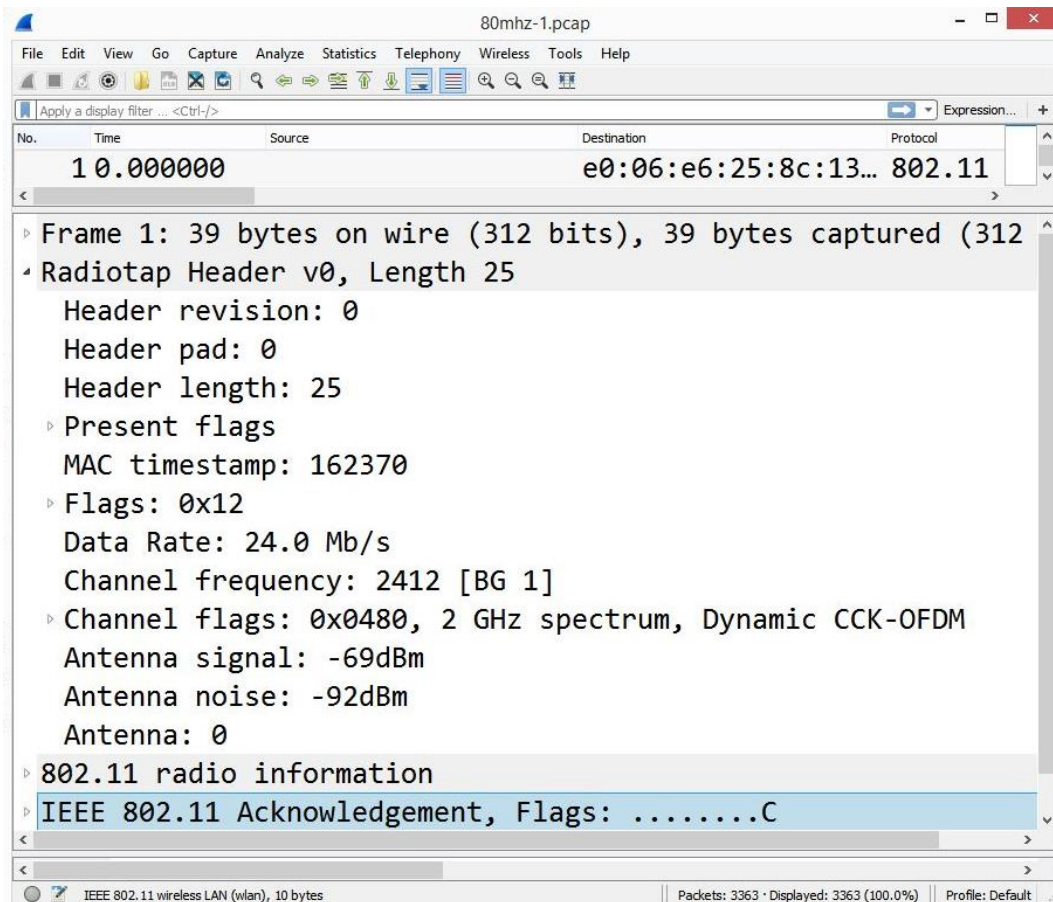 80mhz-1.pcap
File Edit View Go Capture Analyze Statistics Telephony Wireless Tools Help
Apply a display filter ... <Ctrl-/> Expression... +
No. Time Source Destination Protocol
1 0.000000 e0:06:e6:25:8c:13… 802.11
Frame 1: 39 bytes on wire (312 bits), 39 bytes captured (312
Radiotap Header v0, Length 25
Header revision: 0
Header pad: 0
Header length: 25
Present flags
MAC timestamp: 162370
Flags: 0x12
Data Rate: 24.0 Mb/s
Channel frequency: 2412 [BG 1]
Channel flags: 0x0480, 2 GHz spectrum, Dynamic CCK-OFDM
Antenna signal: -69dBm
Antenna noise: -92dBm
Antenna: 0
802.11 radio information
IEEE 802.11 Acknowledgement, Flags: ........C
IEEE 802.11 wireless LAN (wlan), 10 bytes Packets: 3363 · Displayed: 3363 (100.0%) Profile: Default